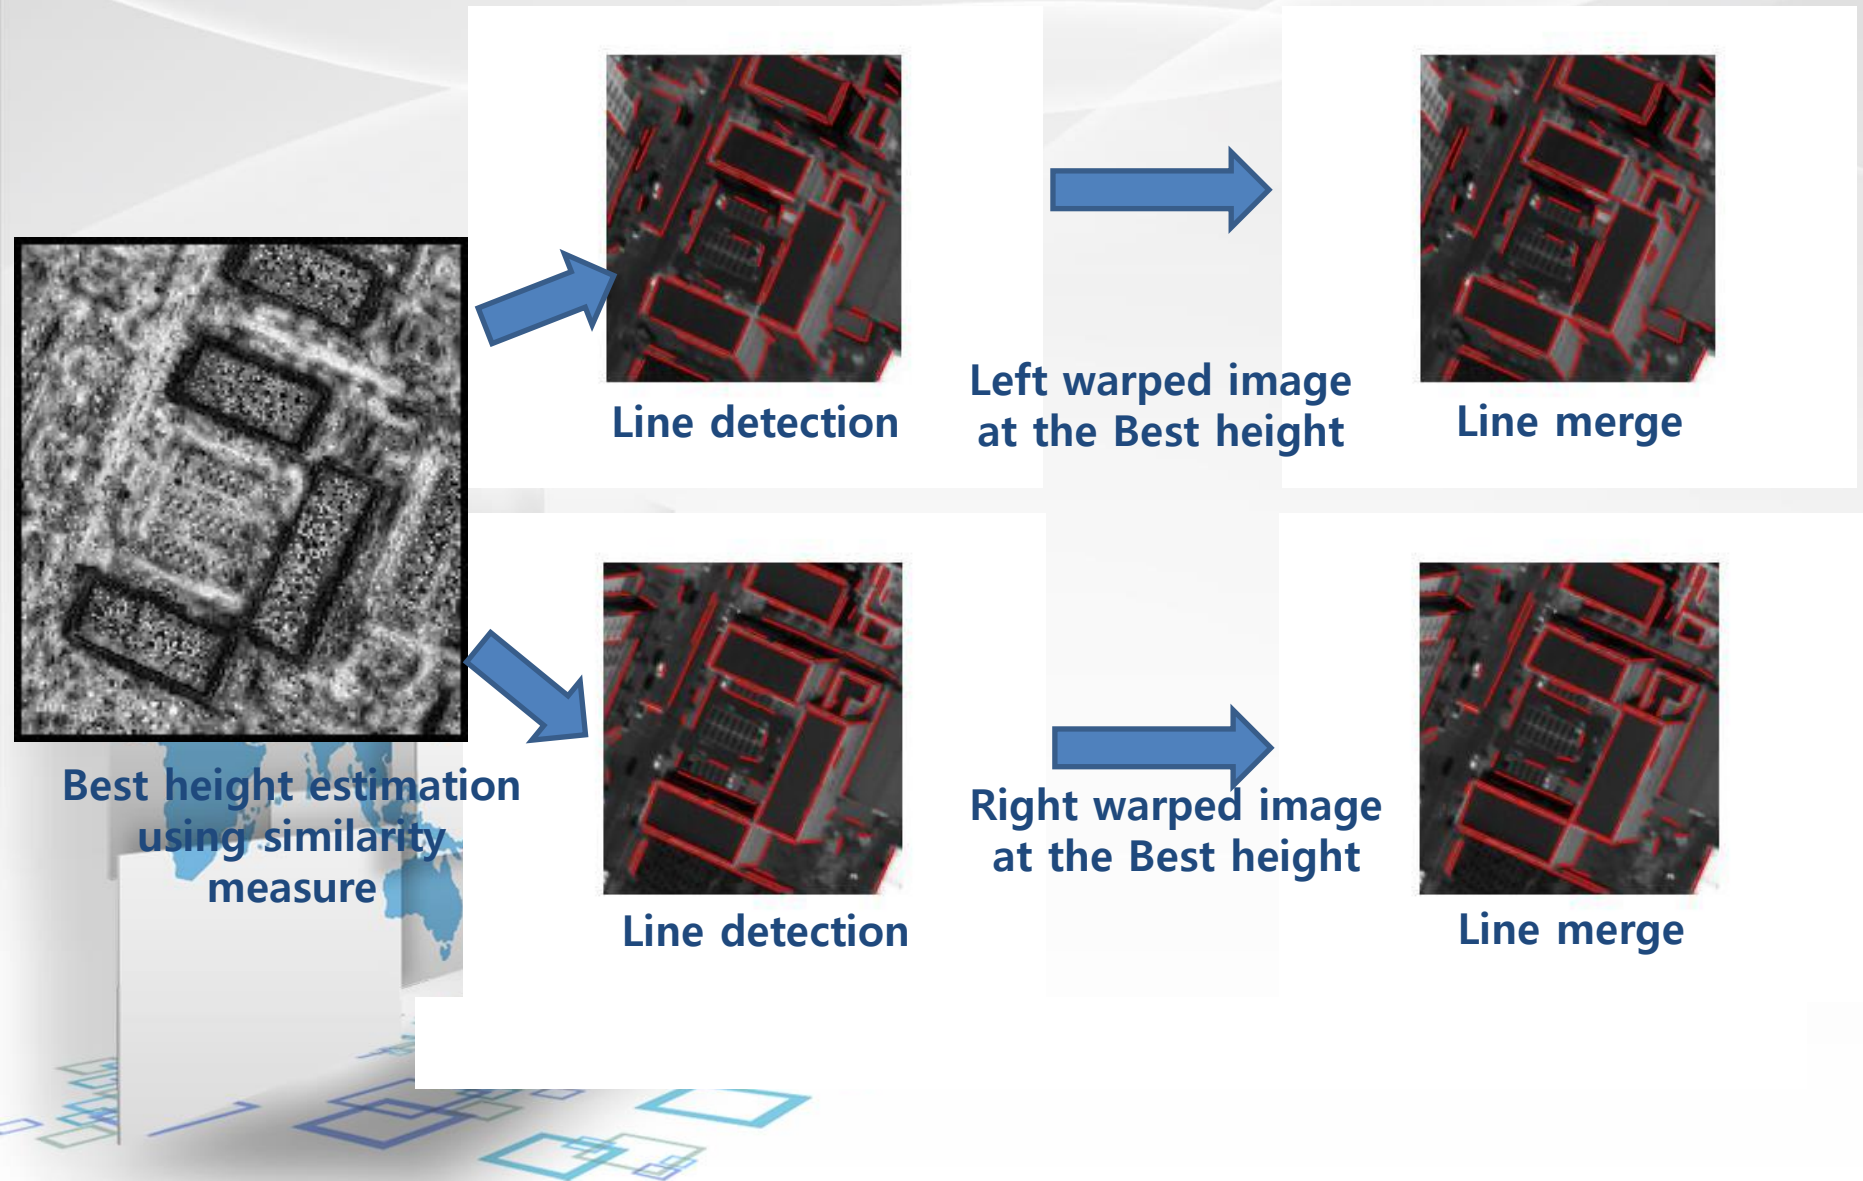 Line detection
Left warped image
at the Best height
Line merge
Best height estimation
using similarity
measure
Line detection
Right warped image
at the Best height
Line merge